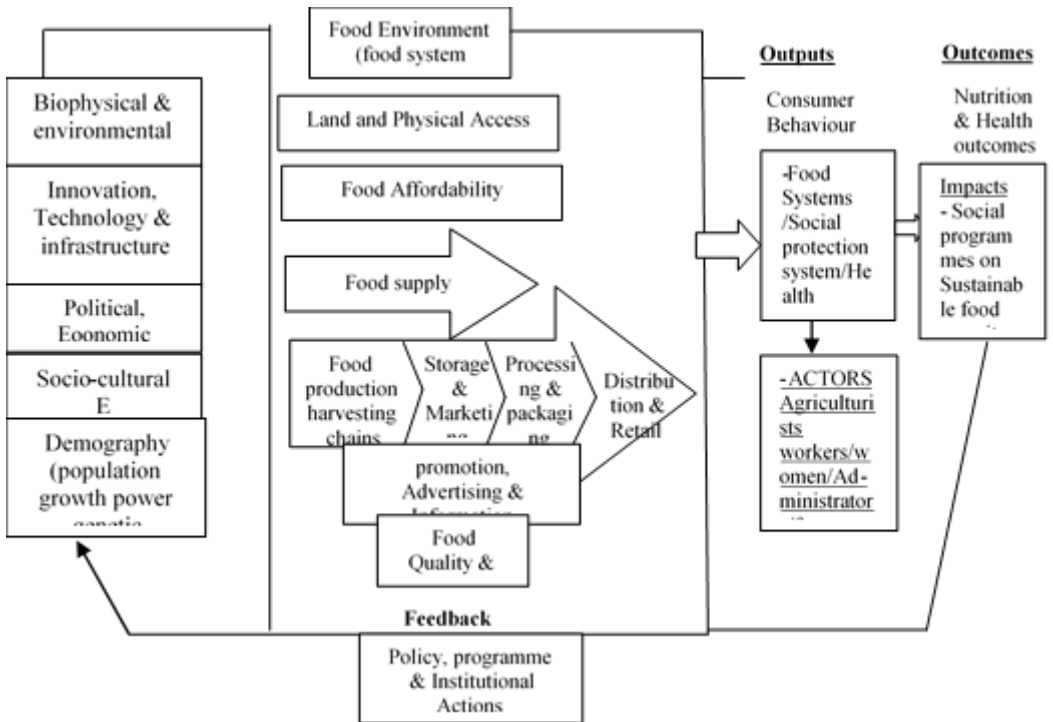 Food Environment
(food system
Biophysical &
environmental
Innovation,
Technology &
infrastructure
Political,
Eoonomic
Socio-cultural
E
Demography
(population
growth power
genetic
Land and Physical Access
Food Affordability
Food supply
Food
production
harvesting
chains
Storage
&
Marketi
ng
Processi
ng &
packagi
ng
Distribu
tion &
Retail
promotion,
Advertising &
Information
Food
Quality &
Outputs
Consumer
Behaviour
-Food
Systems
/Social
protection
system/He
alth
-ACTORS
Agriculturi
sts
workers/w
omen/Ad-
ministrator
Outcomes
Nutrition
& Health
outcomes
Impacts
- Social
program
mes on
Sustainab
le food
Feedback
Policy, programme
& Institutional
Actions